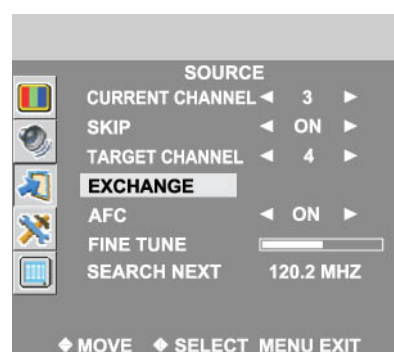 SOURCE
CURRENT CHANNEL ◄ 3 ►
SKIP ◄ ON ►
TARGET CHANNEL ◄ 4 ►
EXCHANGE
AFC ◄ ON ►
FINE TUNE
SEARCH NEXT 120.2 MHZ
MOVE SELECT MENU EXIT